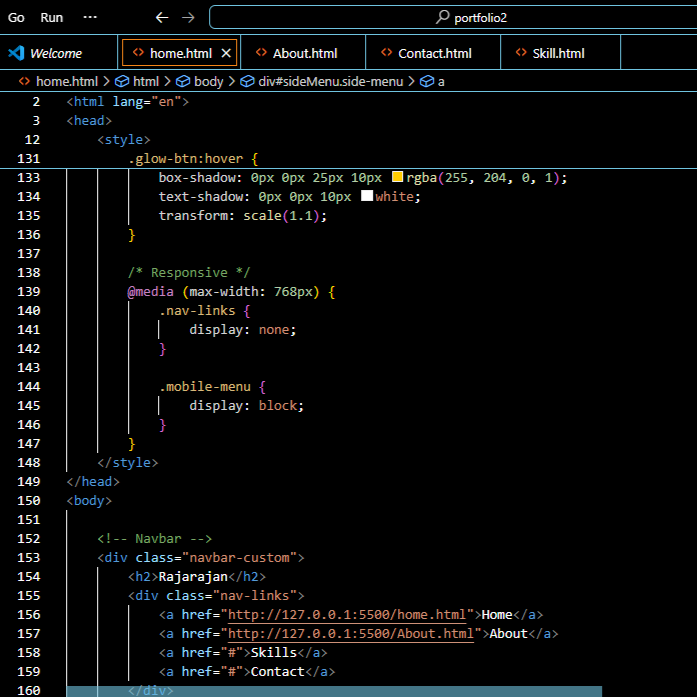 Go Run ··· ← → portfolio2
Welcome home.html × About.html Contact.html Skill.html
home.html > html > body > div#sideMenu.side-menu > a
2 <html lang="en">
3 <head>
12 <style>
131 .glow-btn:hover {
133 box-shadow: 0px 0px 25px 10px rgba(255, 204, 0, 1);
134 text-shadow: 0px 0px 10px white;
135 transform: scale(1.1);
136 }
137
138 /* Responsive */
139 @media (max-width: 768px) {
140 .nav-links {
141 display: none;
142 }
143
144 .mobile-menu {
145 display: block;
146 }
147 }
148 </style>
149 </head>
150 <body>
151
152 <!-- Navbar -->
153 <div class="navbar-custom">
154 <h2>Rajarajan</h2>
155 <div class="nav-links">
156 <a href="http://127.0.0.1:5500/home.html">Home</a>
157 <a href="http://127.0.0.1:5500/About.html">About</a>
158 <a href="#">Skills</a>
159 <a href="#">Contact</a>
160 </div>